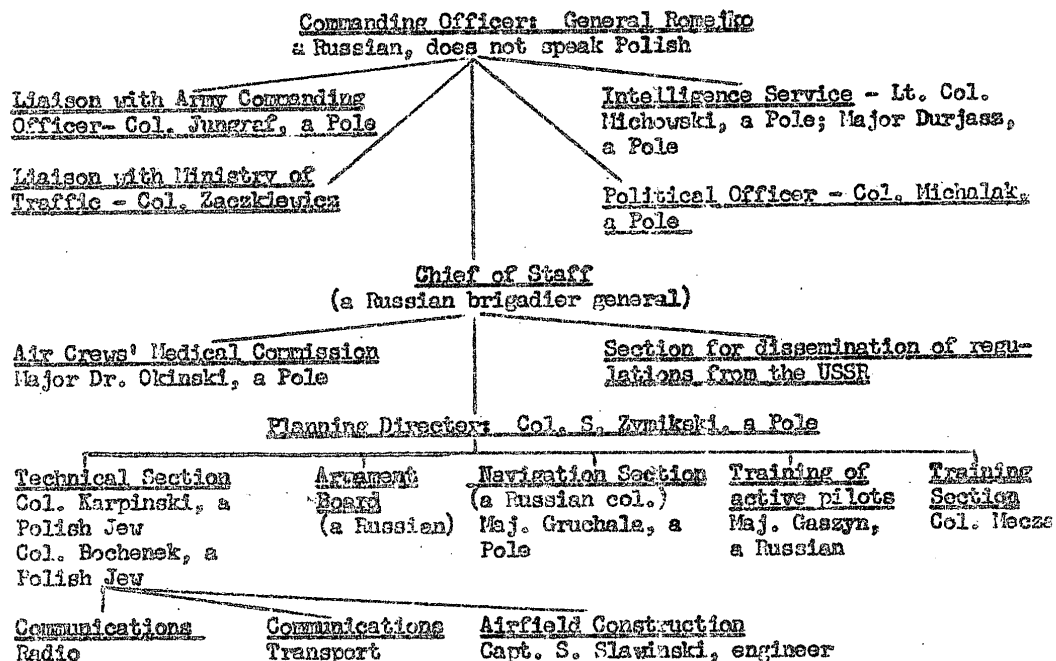 Commanding Officer: General Romejko
a Russian, does not speak Polish
Liaison with Army Commanding
Officer- Col. Jungraf, a Pole
Intelligence Service - Lt. Col.
Michowski, a Pole; Major Durjasz,
a Pole
Liaison with Ministry of
Traffic - Col. Zaczkiewicz
Political Officer - Col. Michalak,
a Pole
Chief of Staff
(a Russian brigadier general)
Air Crews' Medical Commission
Major Dr. Okinski, a Pole
Section for dissemination of regu-
lations from the USSR
Planning Director: Col. S. Zymikski, a Pole
Technical Section
Col. Karpinski, a
Polish Jew
Col. Bochenek, a
Polish Jew
Armament
Board
(a Russian)
Navigation Section
(a Russian col.)
Maj. Gruchala, a
Pole
Training of
active pilots
Maj. Gaszyn,
a Russian
Training
Section
Col.
Communications
Radio
Communications
Transport
Airfield Construction
Capt. S. Slawinski, engineer